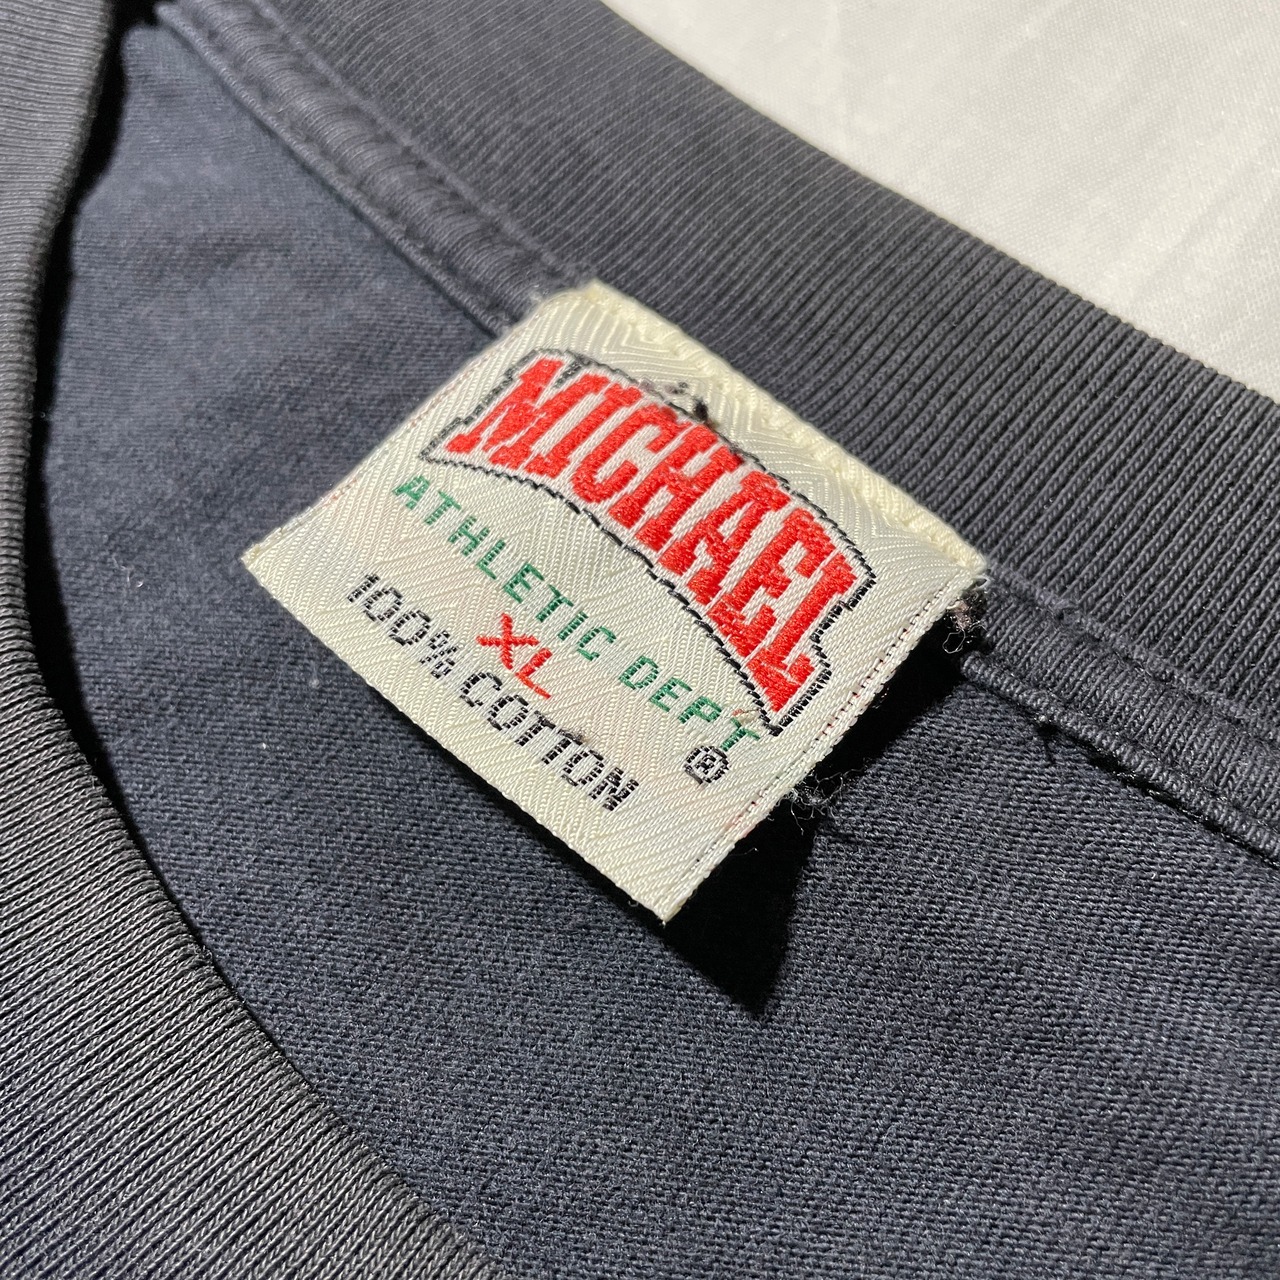 MICHAEL
ATHLETIC DEPT
XL ®
100% COTTON